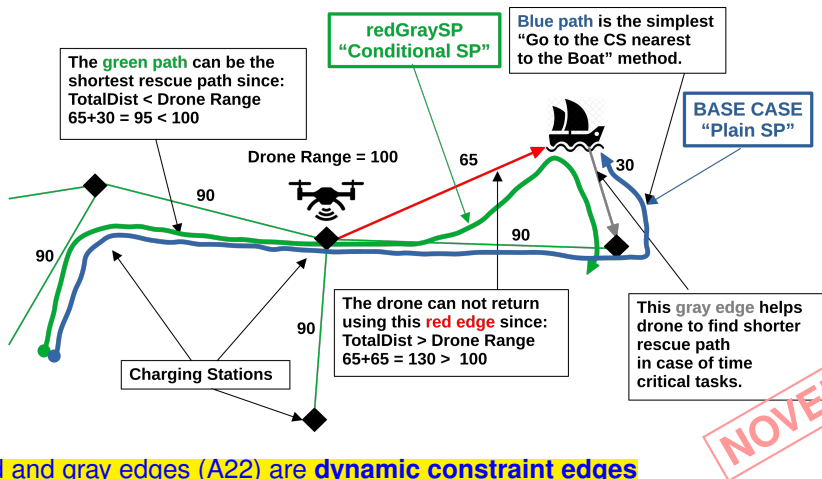 redGraySP
“Conditional SP”
Blue path is the simplest
“Go to the CS nearest
to the Boat” method.
The green path can be the
shortest rescue path since:
TotalDist < Drone Range
65+30 = 95 < 100
BASE CASE
“Plain SP”
Drone Range = 100
65
30
90
90
90
90
The drone can not return
using this red edge since:
TotalDist > Drone Range
65+65 = 130 > 100
This gray edge helps
drone to find shorter
rescue path
in case of time
critical tasks.
Charging Stations
NOVE
and gray edges (A22) are dynamic constraint edges